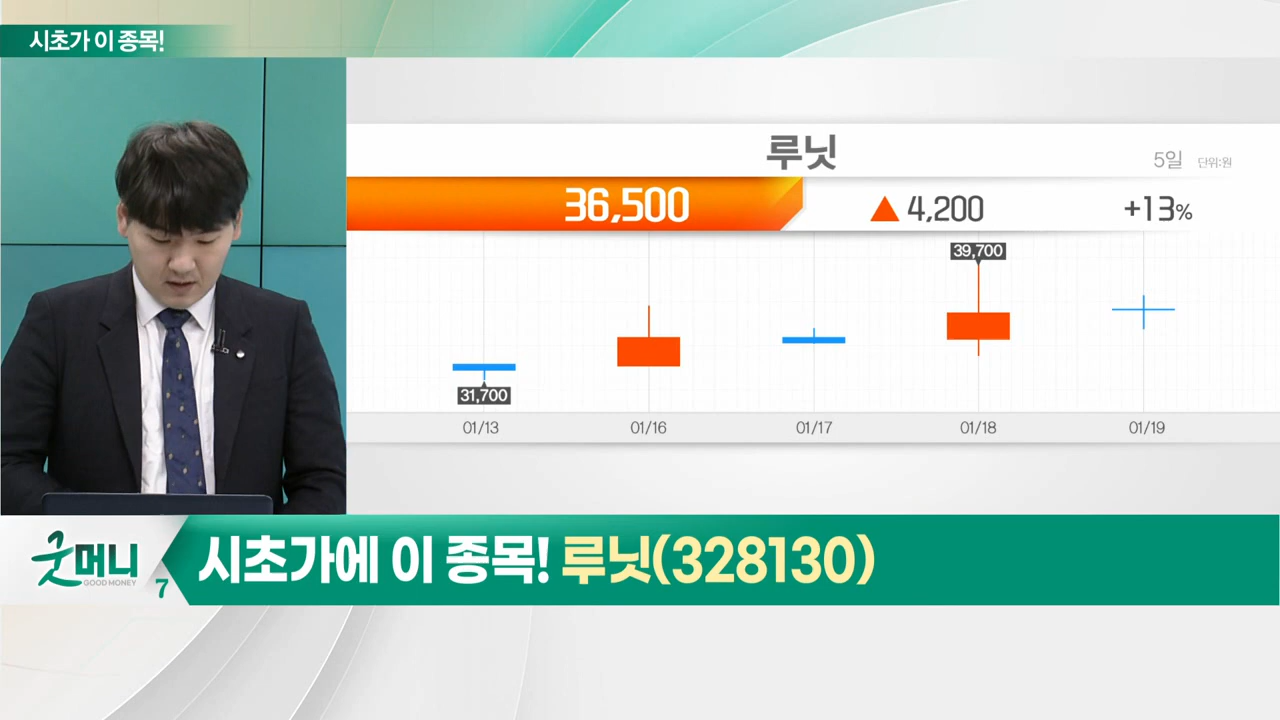 시초가 이 종목!
루닛
5일 단위:원
36,500 ▲ 4,200 +13%
39,700
31,700
01/13 01/16 01/17 01/18 01/19
굿머니
GOOD MONEY
7
시초가에 이 종목! 루닛(328130)